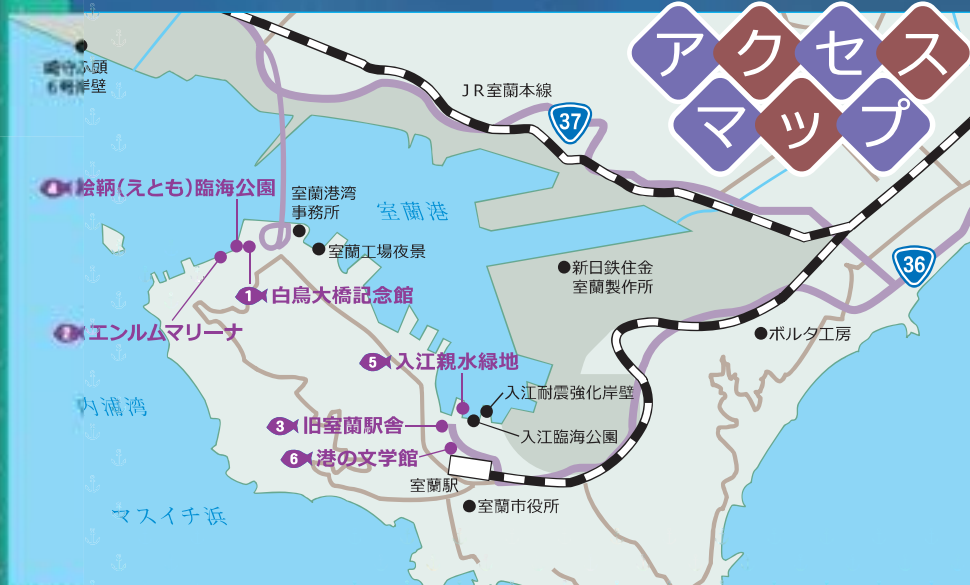 アクセス
マップ
崎守ふ頭
6号岸壁
JR室蘭本線
37
4 絵鞆(えとも)臨海公園
室蘭港湾
事務所
室蘭港
室蘭工場夜景
新日鉄住金
室蘭製作所
36
1 白鳥大橋記念館
2 エンルムマリーナ
ボルタ工房
5 入江親水緑地
入江耐震強化岸壁
内浦湾
3 旧室蘭駅舎
入江臨海公園
6 港の文学館
室蘭駅
室蘭市役所
マスイチ浜